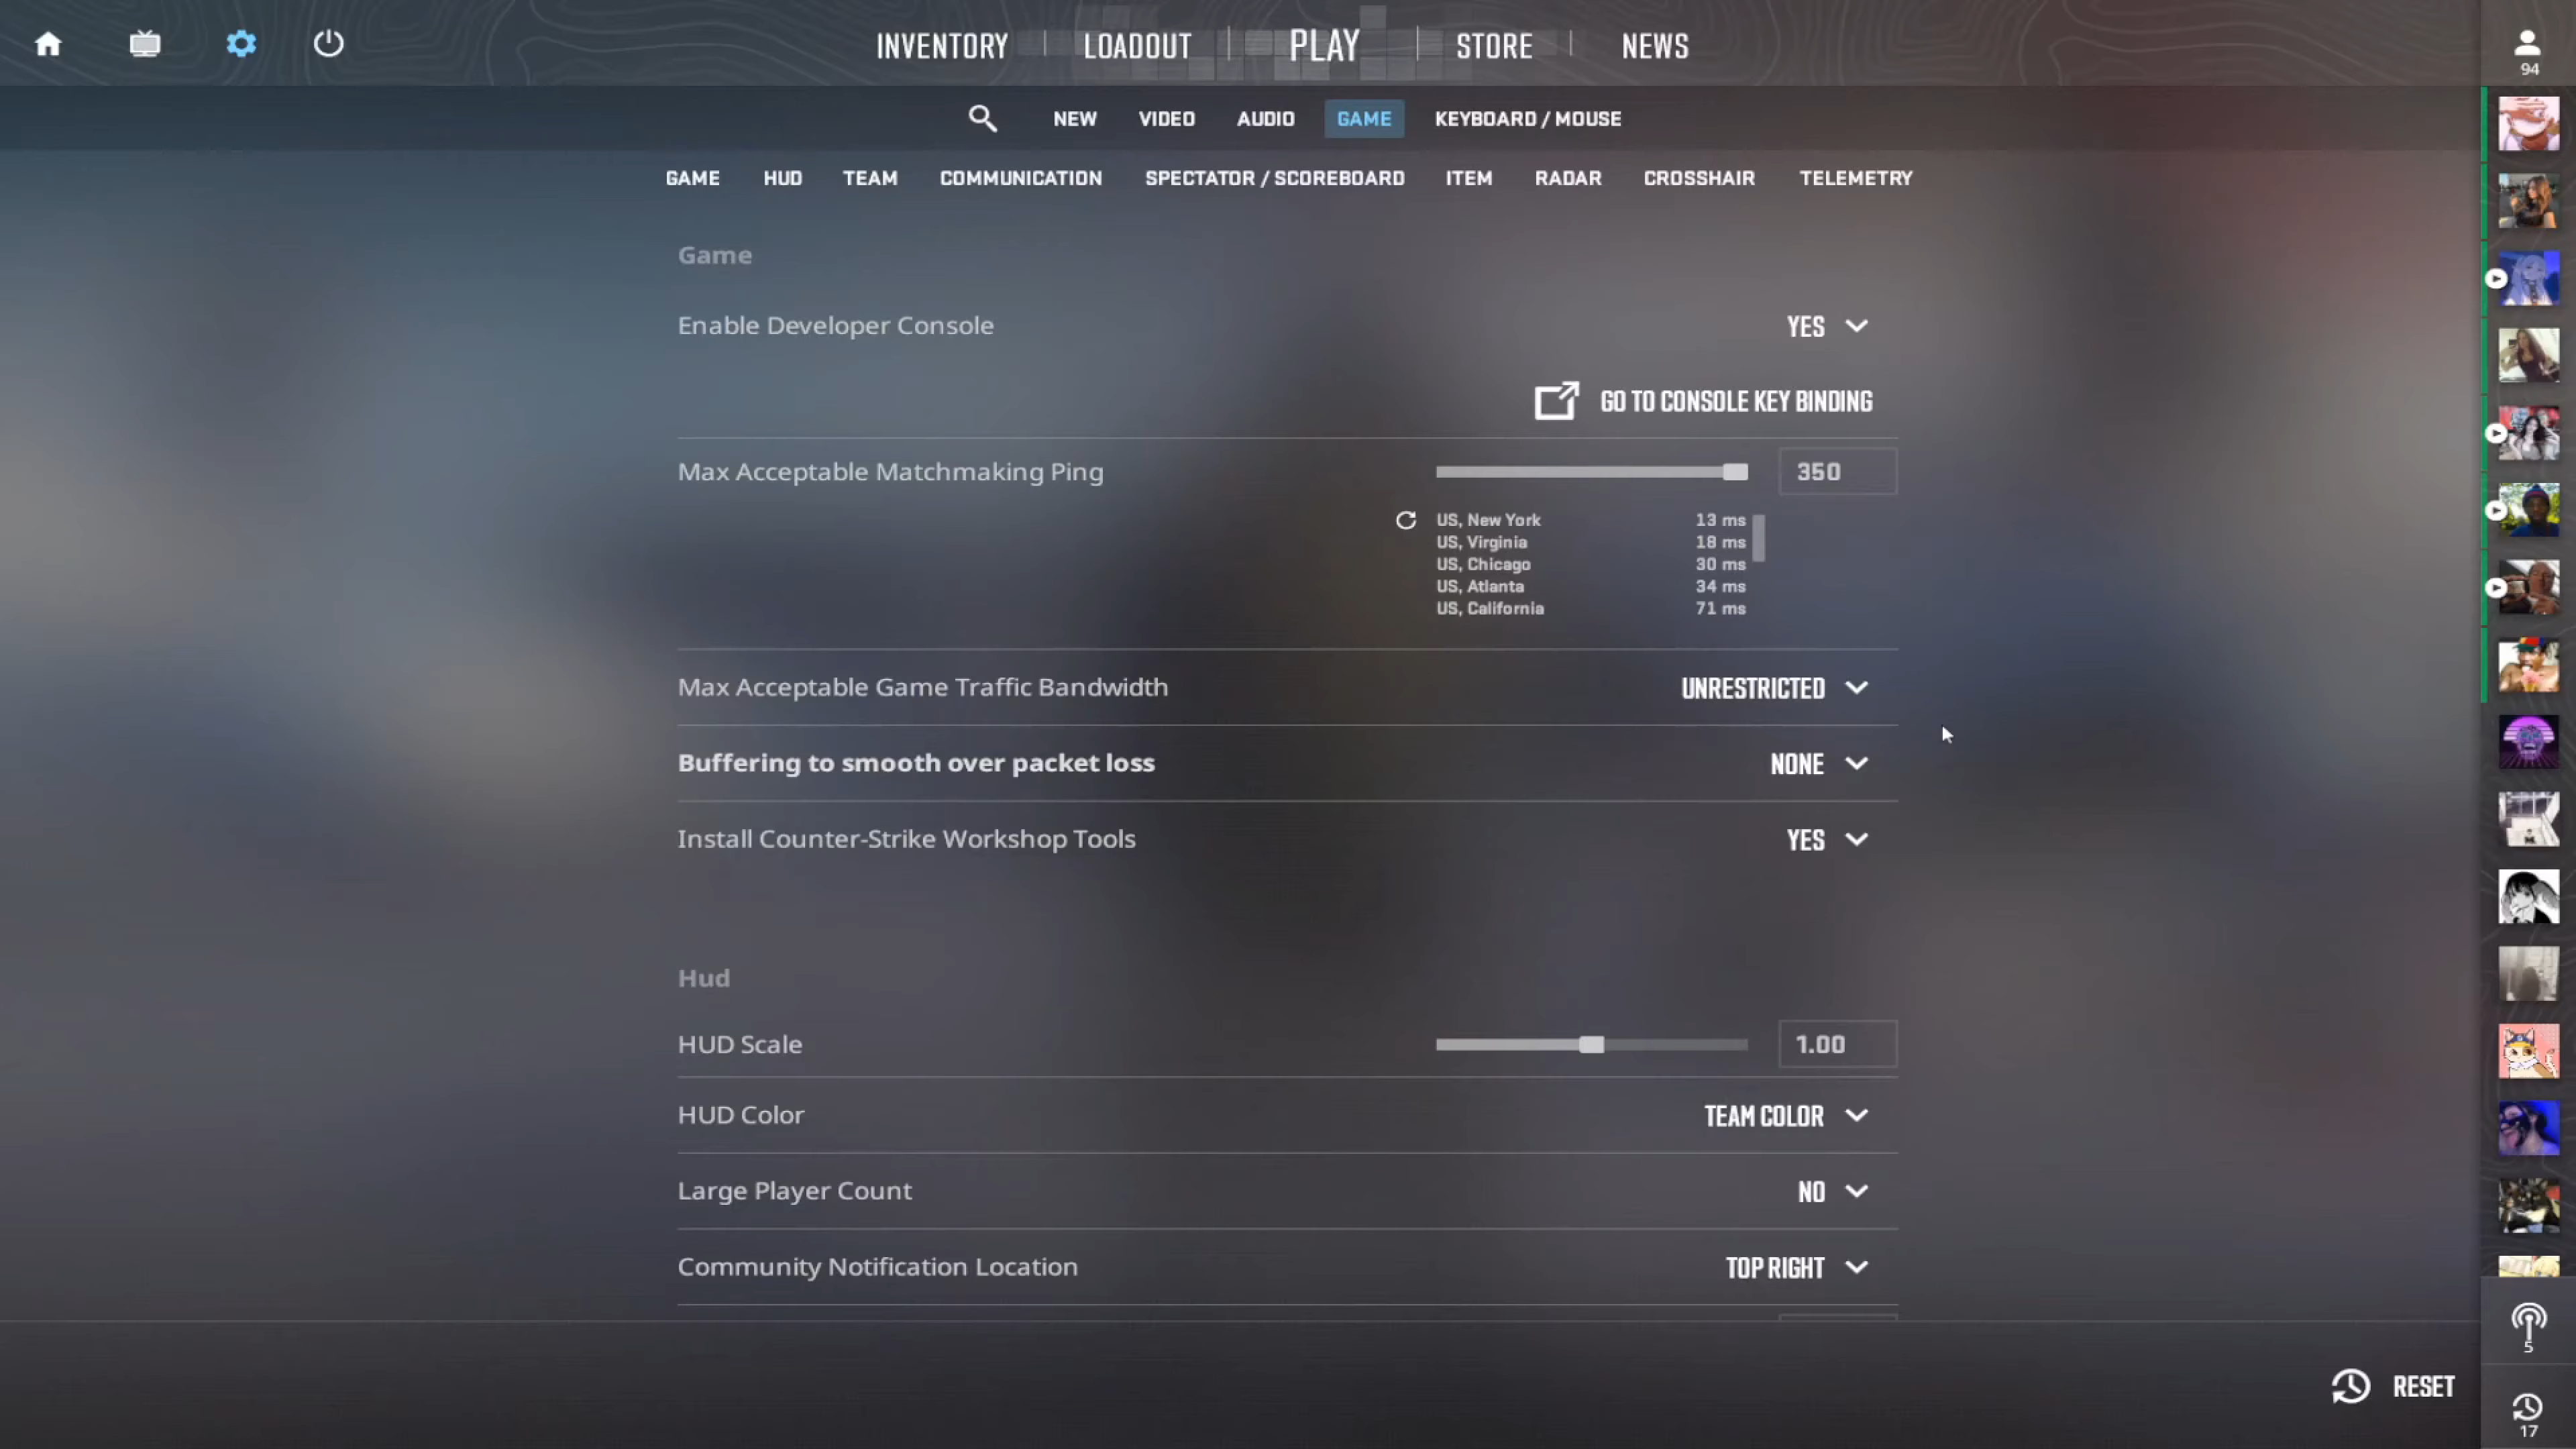 INVENTORY LOADOUT PLAY STORE NEWS
94
NEW VIDEO AUDIO GAME KEYBOARD / MOUSE
GAME HUD TEAM COMMUNICATION SPECTATOR / SCOREBOARD ITEM RADAR CROSSHAIR TELEMETRY
Game
Enable Developer Console YES
GO TO CONSOLE KEY BINDING
Max Acceptable Matchmaking Ping 350
US, New York 13 ms
US, Virginia 18 ms
US, Chicago 30 ms
US, Atlanta 34 ms
US, California 71 ms
Max Acceptable Game Traffic Bandwidth UNRESTRICTED
Buffering to smooth over packet loss NONE
Install Counter-Strike Workshop Tools YES
Hud
HUD Scale 1.00
HUD Color TEAM COLOR
Large Player Count NO
Community Notification Location TOP RIGHT
5
RESET
17